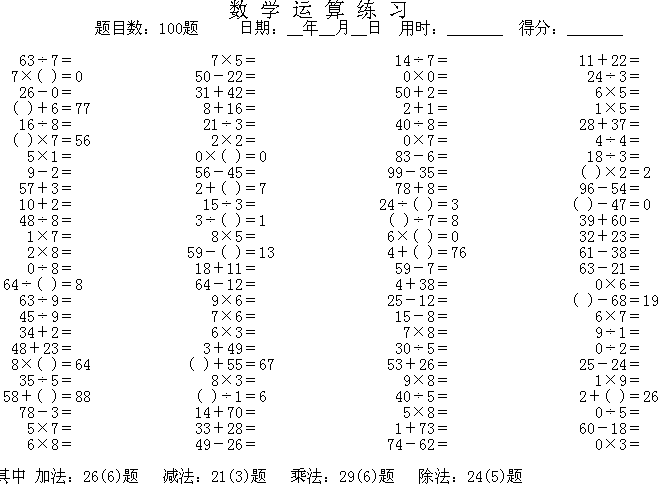 数 学 运 算 练 习
题目数：100题 日期：__年__月__日 用时：_______ 得分：_______
63÷7= 7×5= 14÷7= 11+22=
7×( )=0 50-22= 0×0= 24÷3=
26-0= 31+42= 50+2= 6×5=
( )+6=77 8+16= 2+1= 1×5=
16÷8= 21÷3= 40÷8= 28+37=
( )×7=56 2×2= 0×7= 4÷4=
5×1= 0×( )=0 83-6= 18÷3=
9-2= 56-45= 99-35= ( )×2=2
57+3= 2+( )=7 78+8= 96-54=
10+2= 15÷3= 24÷( )=3 ( )-47=0
48÷8= 3÷( )=1 ( )÷7=8 39+60=
1×7= 8×5= 6×( )=0 32+23=
2×8= 59-( )=13 4+( )=76 61-38=
0÷8= 18+11= 59-7= 63-21=
64÷( )=8 64-12= 4+38= 0×6=
63÷9= 9×6= 25-12= ( )-68=19
45÷9= 7×6= 15-8= 6×7=
34+2= 6×3= 7×8= 9÷1=
48+23= 3+49= 30÷5= 0÷2=
8×( )=64 ( )+55=67 53+26= 25-24=
35÷5= 8×3= 9×8= 1×9=
58+( )=88 ( )÷1=6 40÷5= 2+( )=26
78-3= 14+70= 5×8= 0÷5=
5×7= 33+28= 1+73= 60-18=
6×8= 49-26= 74-62= 0×3=
其中 加法：26(6)题 减法：21(3)题 乘法：29(6)题 除法：24(5)题